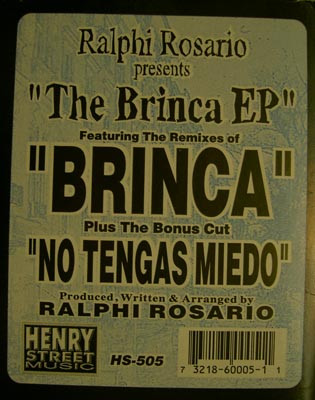 Ralphi Rosario
presents
"The Brinca EP"
Featuring The Remixes of
"BRINCA"
Plus The Bonus Cut
"NO TENGAS MIEDO"
Produced, Written & Arranged by
RALPHI ROSARIO
HENRY
STREET
MUSIC
HS-505
7 3218-60005-1 1